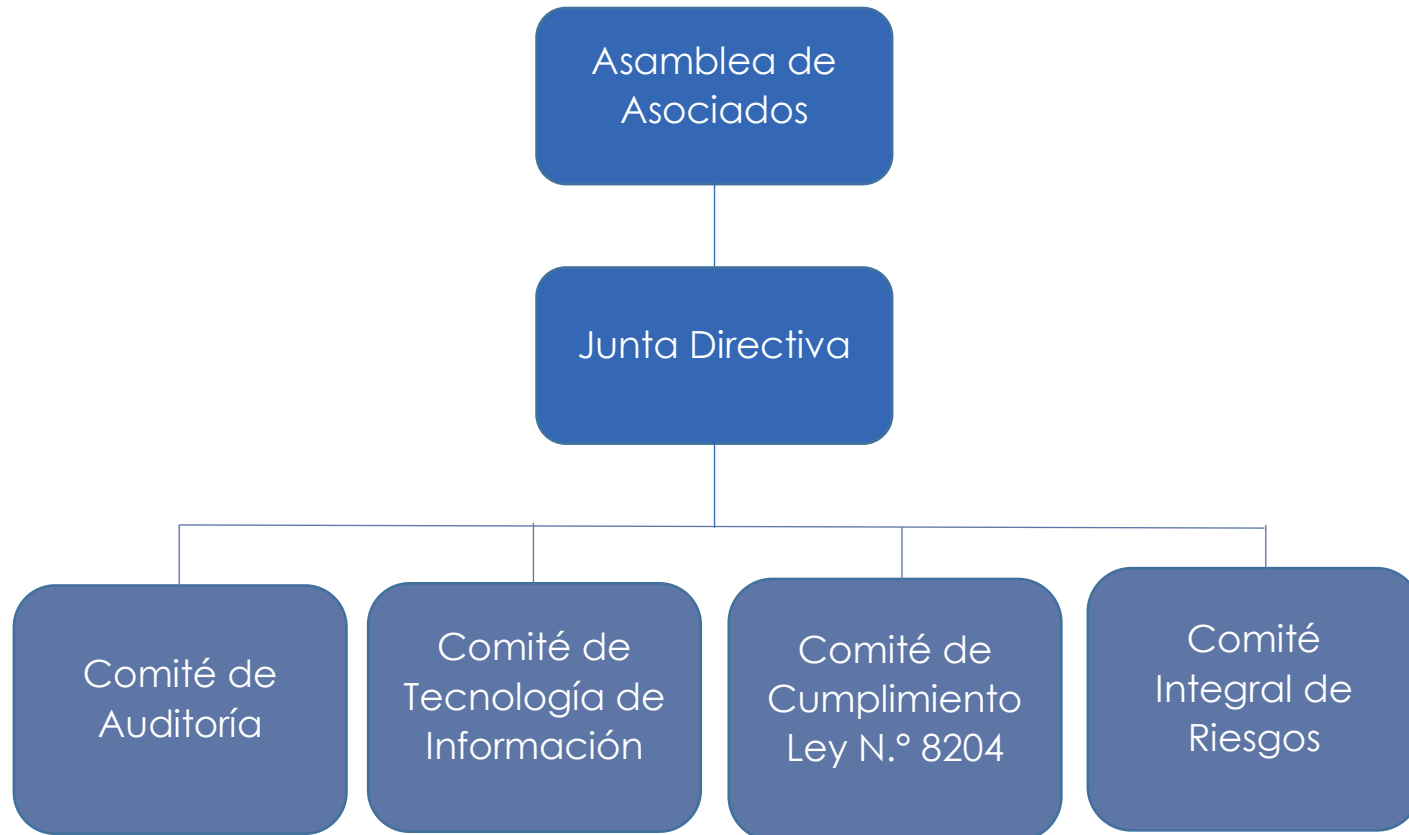 Asamblea de
Asociados
Junta Directiva
Comité de
Auditoría
Comité de
Tecnología de
Información
Comité de
Cumplimiento
Ley N.° 8204
Comité
Integral de
Riesgos